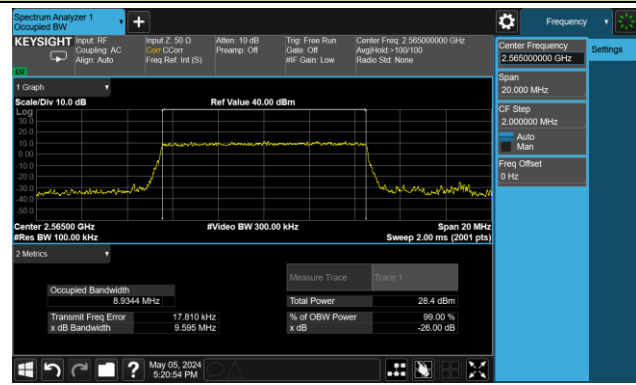 Spectrum Analyzer 1
Occupied BW
Frequency
KEYSIGHT
Input: RF
Coupling: AC
Align: Auto
Input Z: 50 Ω
Corr CCorr
Freq Ref: Int (S)
Atten: 10 dB
Preamp: Off
Trig: Free Run
Gate: Off
#IF Gain: Low
Center Freq: 2.565000000 GHz
Avg|Hold:>100/100
Radio Std: None
LW
Center Frequency
2.565000000 GHz
Settings
Span
20.000 MHz
CF Step
2.000000 MHz
Auto
Man
Freq Offset
0 Hz
1 Graph
Scale/Div 10.0 dB
Ref Value 40.00 dBm
Log
30.0
20.0
10.0
0.00
-10.0
-20.0
-30.0
-40.0
-50.0
Center 2.56500 GHz
#Video BW 300.00 kHz
Span 20 MHz
#Res BW 100.00 kHz
Sweep 2.00 ms (2001 pts)
2 Metrics
Measure Trace
Trace 1
Occupied Bandwidth
8.9344 MHz
Total Power
28.4 dBm
Transmit Freq Error
17.810 kHz
% of OBW Power
99.00 %
x dB Bandwidth
9.595 MHz
x dB
-26.00 dB
May 05, 2024
5:20:54 PM